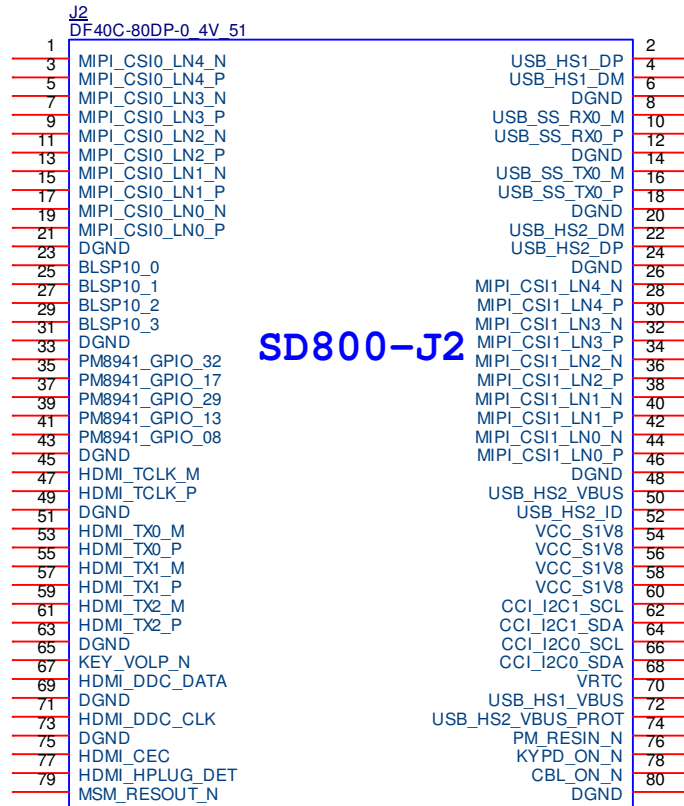 J2
DF40C-80DP-0_4V_51
1 MIPI_CSI0_LN4_N USB_HS1_DP 2
3 MIPI_CSI0_LN4_P USB_HS1_DM 4
5 MIPI_CSI0_LN3_N DGND 6
7 MIPI_CSI0_LN3_P USB_SS_RX0_M 8
9 MIPI_CSI0_LN2_N USB_SS_RX0_P 10
11 MIPI_CSI0_LN2_P DGND 12
13 MIPI_CSI0_LN1_N USB_SS_TX0_M 14
15 MIPI_CSI0_LN1_P USB_SS_TX0_P 16
17 MIPI_CSI0_LN0_N DGND 18
19 MIPI_CSI0_LN0_P USB_HS2_DM 20
21 DGND USB_HS2_DP 22
23 BLSP10_0 DGND 24
25 BLSP10_1 MIPI_CSI1_LN4_N 26
27 BLSP10_2 MIPI_CSI1_LN4_P 28
29 BLSP10_3 MIPI_CSI1_LN3_N 30
31 DGND MIPI_CSI1_LN3_P 32
SD800-J2
33 PM8941_GPIO_32 MIPI_CSI1_LN2_N 34
35 PM8941_GPIO_17 MIPI_CSI1_LN2_P 36
37 PM8941_GPIO_29 MIPI_CSI1_LN1_N 38
39 PM8941_GPIO_13 MIPI_CSI1_LN1_P 40
41 PM8941_GPIO_08 MIPI_CSI1_LN0_N 42
43 DGND MIPI_CSI1_LN0_P 44
45 HDMI_TCLK_M DGND 46
47 HDMI_TCLK_P USB_HS2_VBUS 48
49 DGND USB_HS2_ID 50
51 HDMI_TX0_M VCC_S1V8 52
53 HDMI_TX0_P VCC_S1V8 54
55 HDMI_TX1_M VCC_S1V8 56
57 HDMI_TX1_P VCC_S1V8 58
59 HDMI_TX2_M CCI_I2C1_SCL 60
61 HDMI_TX2_P CCI_I2C1_SDA 62
63 DGND CCI_I2C0_SCL 64
65 KEY_VOLP_N CCI_I2C0_SDA 66
67 HDMI_DDC_DATA VRTC 68
69 DGND USB_HS1_VBUS 70
71 HDMI_DDC_CLK USB_HS2_VBUS_PROT 72
73 DGND PM_RESIN_N 74
75 HDMI_CEC KYPD_ON_N 76
77 HDMI_HPLUG_DET CBL_ON_N 78
79 MSM_RESOUT_N DGND 80